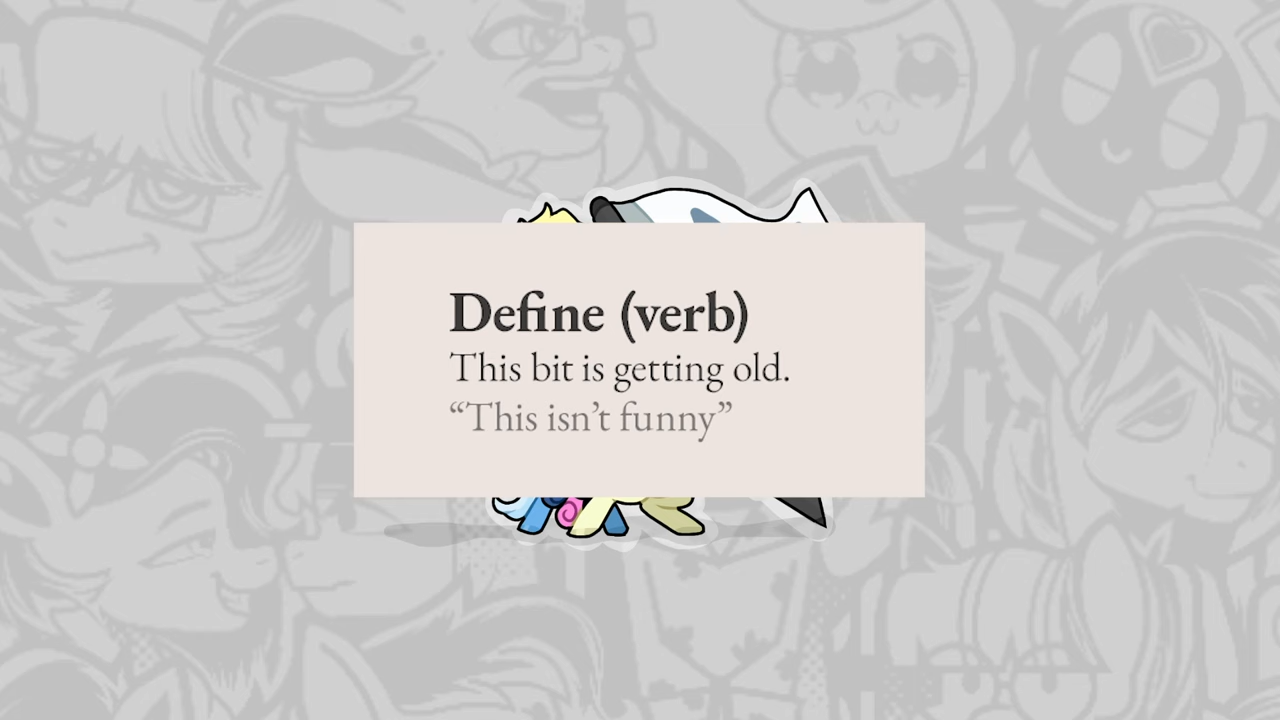 Define (verb)
This bit is getting old.
“This isn’t funny”